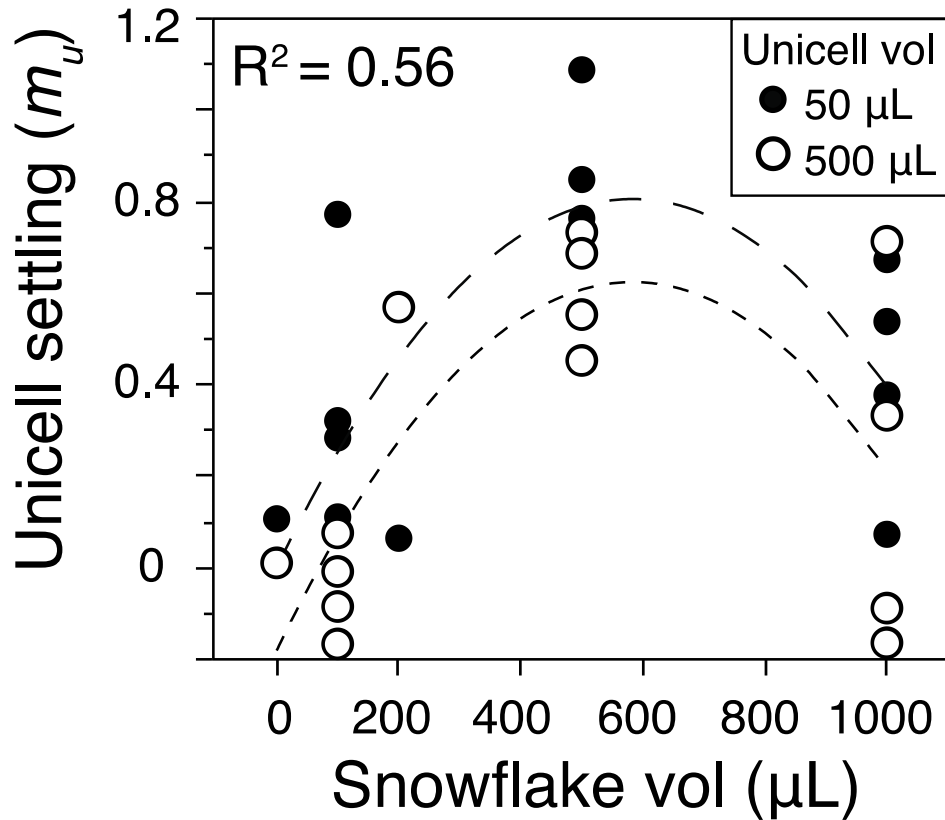 Unicell settling (mᵤ)
1.2
0.8
0.4
0
R² = 0.56
Unicell vol
50 µL
500 µL
0 200 400 600 800 1000
Snowflake vol (µL)